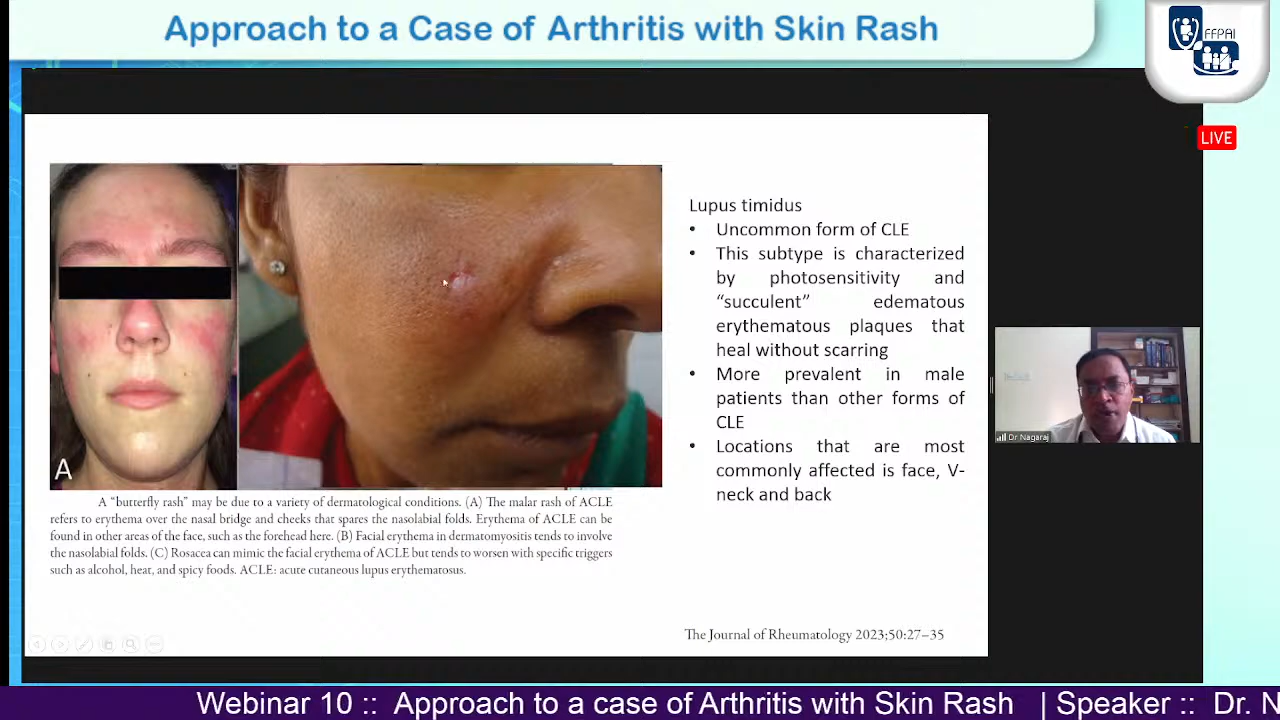 Approach to a Case of Arthritis with Skin Rash
FFPAI
LIVE
Lupus timidus
• Uncommon form of CLE
• This subtype is characterized
by photosensitivity and
“succulent” edematous
erythematous plaques that
heal without scarring
• More prevalent in male
patients than other forms of
CLE
• Locations that are most
commonly affected is face, V-
neck and back
A
A “butterfly rash” may be due to a variety of dermatological conditions. (A) The malar rash of ACLE
refers to erythema over the nasal bridge and cheeks that spares the nasolabial folds. Erythema of ACLE can be
found in other areas of the face, such as the forehead here. (B) Facial erythema in dermatomyositis tends to involve
the nasolabial folds. (C) Rosacea can mimic the facial erythema of ACLE but tends to worsen with specific triggers
such as alcohol, heat, and spicy foods. ACLE: acute cutaneous lupus erythematosus.
The Journal of Rheumatology 2023;50:27–35
Dr Nagaraj
Webinar 10 :: Approach to a case of Arthritis with Skin Rash | Speaker :: Dr. N